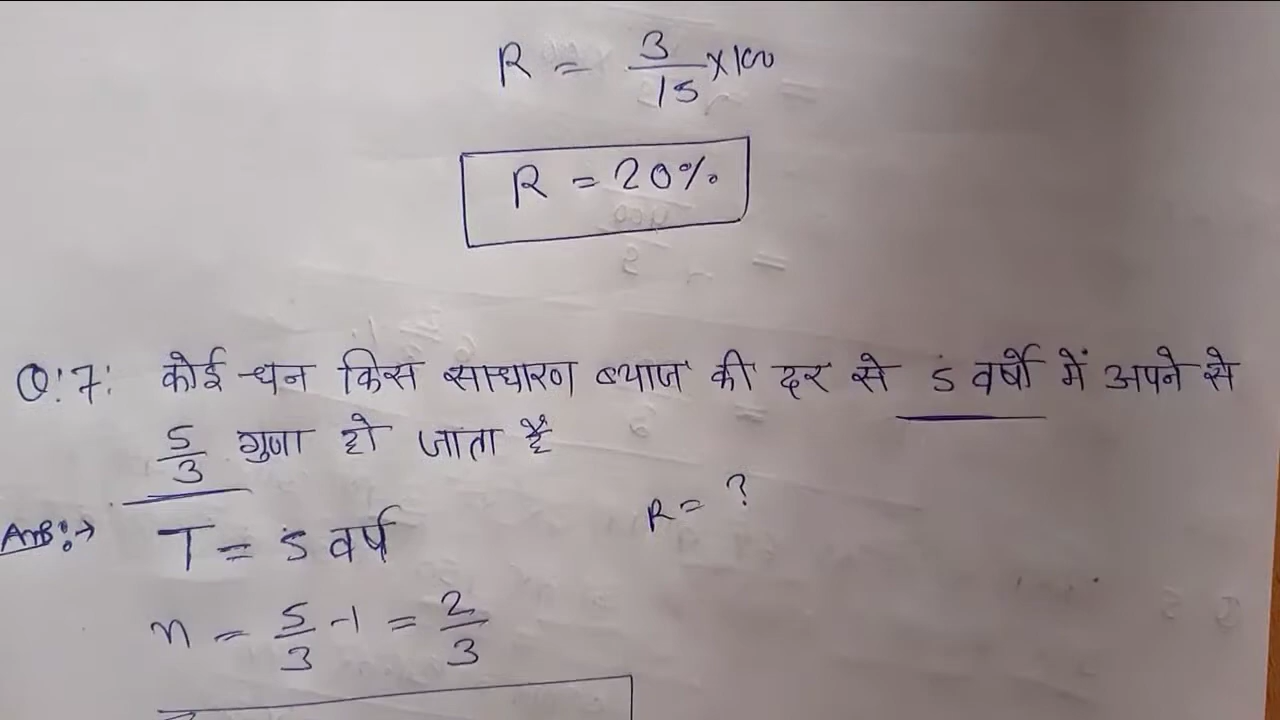 R = 3/15 × 100
R = 20%
Q.7: कोई धन किस साधारण ब्याज की दर से 5 वर्षो में अपने से
5/3 गुणा हो जाता है
R = ?
Ans:→ T = 5 वर्ष
n = 5/3 - 1 = 2/3